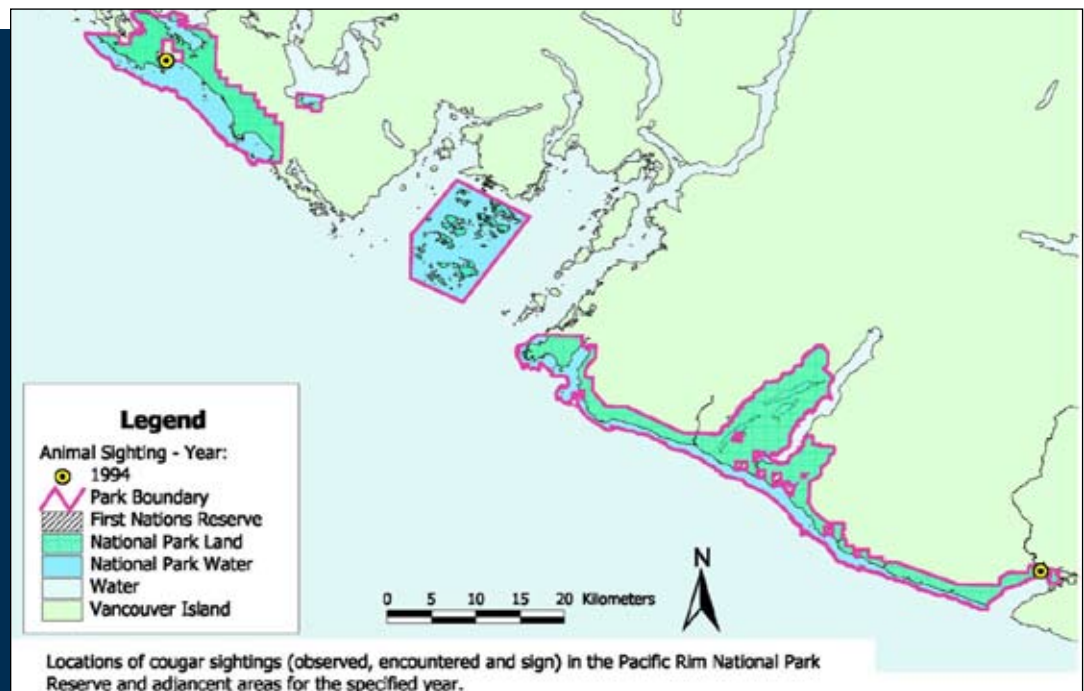 Legend
Animal Sighting - Year:
1994
Park Boundary
First Nations Reserve
National Park Land
National Park Water
Water
Vancouver Island
0 5 10 15 20 Kilometers
N
Locations of cougar sightings (observed, encountered and sign) in the Pacific Rim National Park
Reserve and adjancent areas for the specified year.